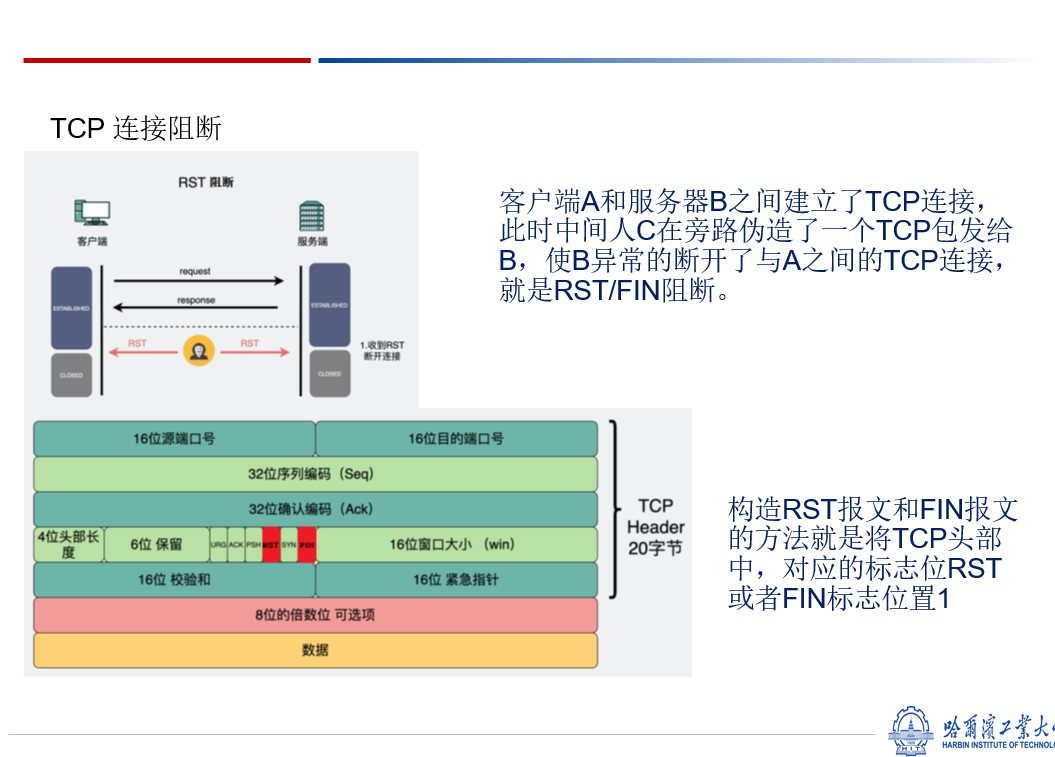 TCP 连接阻断
RST 阻断
客户端
服务端
request
response
ESTABLISHED
ESTABLISHED
RST
RST
1.收到RST
断开连接
CLOSED
CLOSED
客户端A和服务器B之间建立了TCP连接，
此时中间人C在旁路伪造了一个TCP包发给
B，使B异常的断开了与A之间的TCP连接，
就是RST/FIN阻断。
16位源端口号
16位目的端口号
32位序列编码（Seq）
32位确认编码（Ack）
4位头部长
度
6位 保留
URG
ACK
PSH
RST
SYN
FIN
16位窗口大小 （win）
16位 校验和
16位 紧急指针
8位的倍数位 可选项
数据
TCP
Header
20字节
构造RST报文和FIN报文
的方法就是将TCP头部
中，对应的标志位RST
或者FIN标志位置1
HIT
哈爾濱工業大
HARBIN INSTITUTE OF TECHNOLO